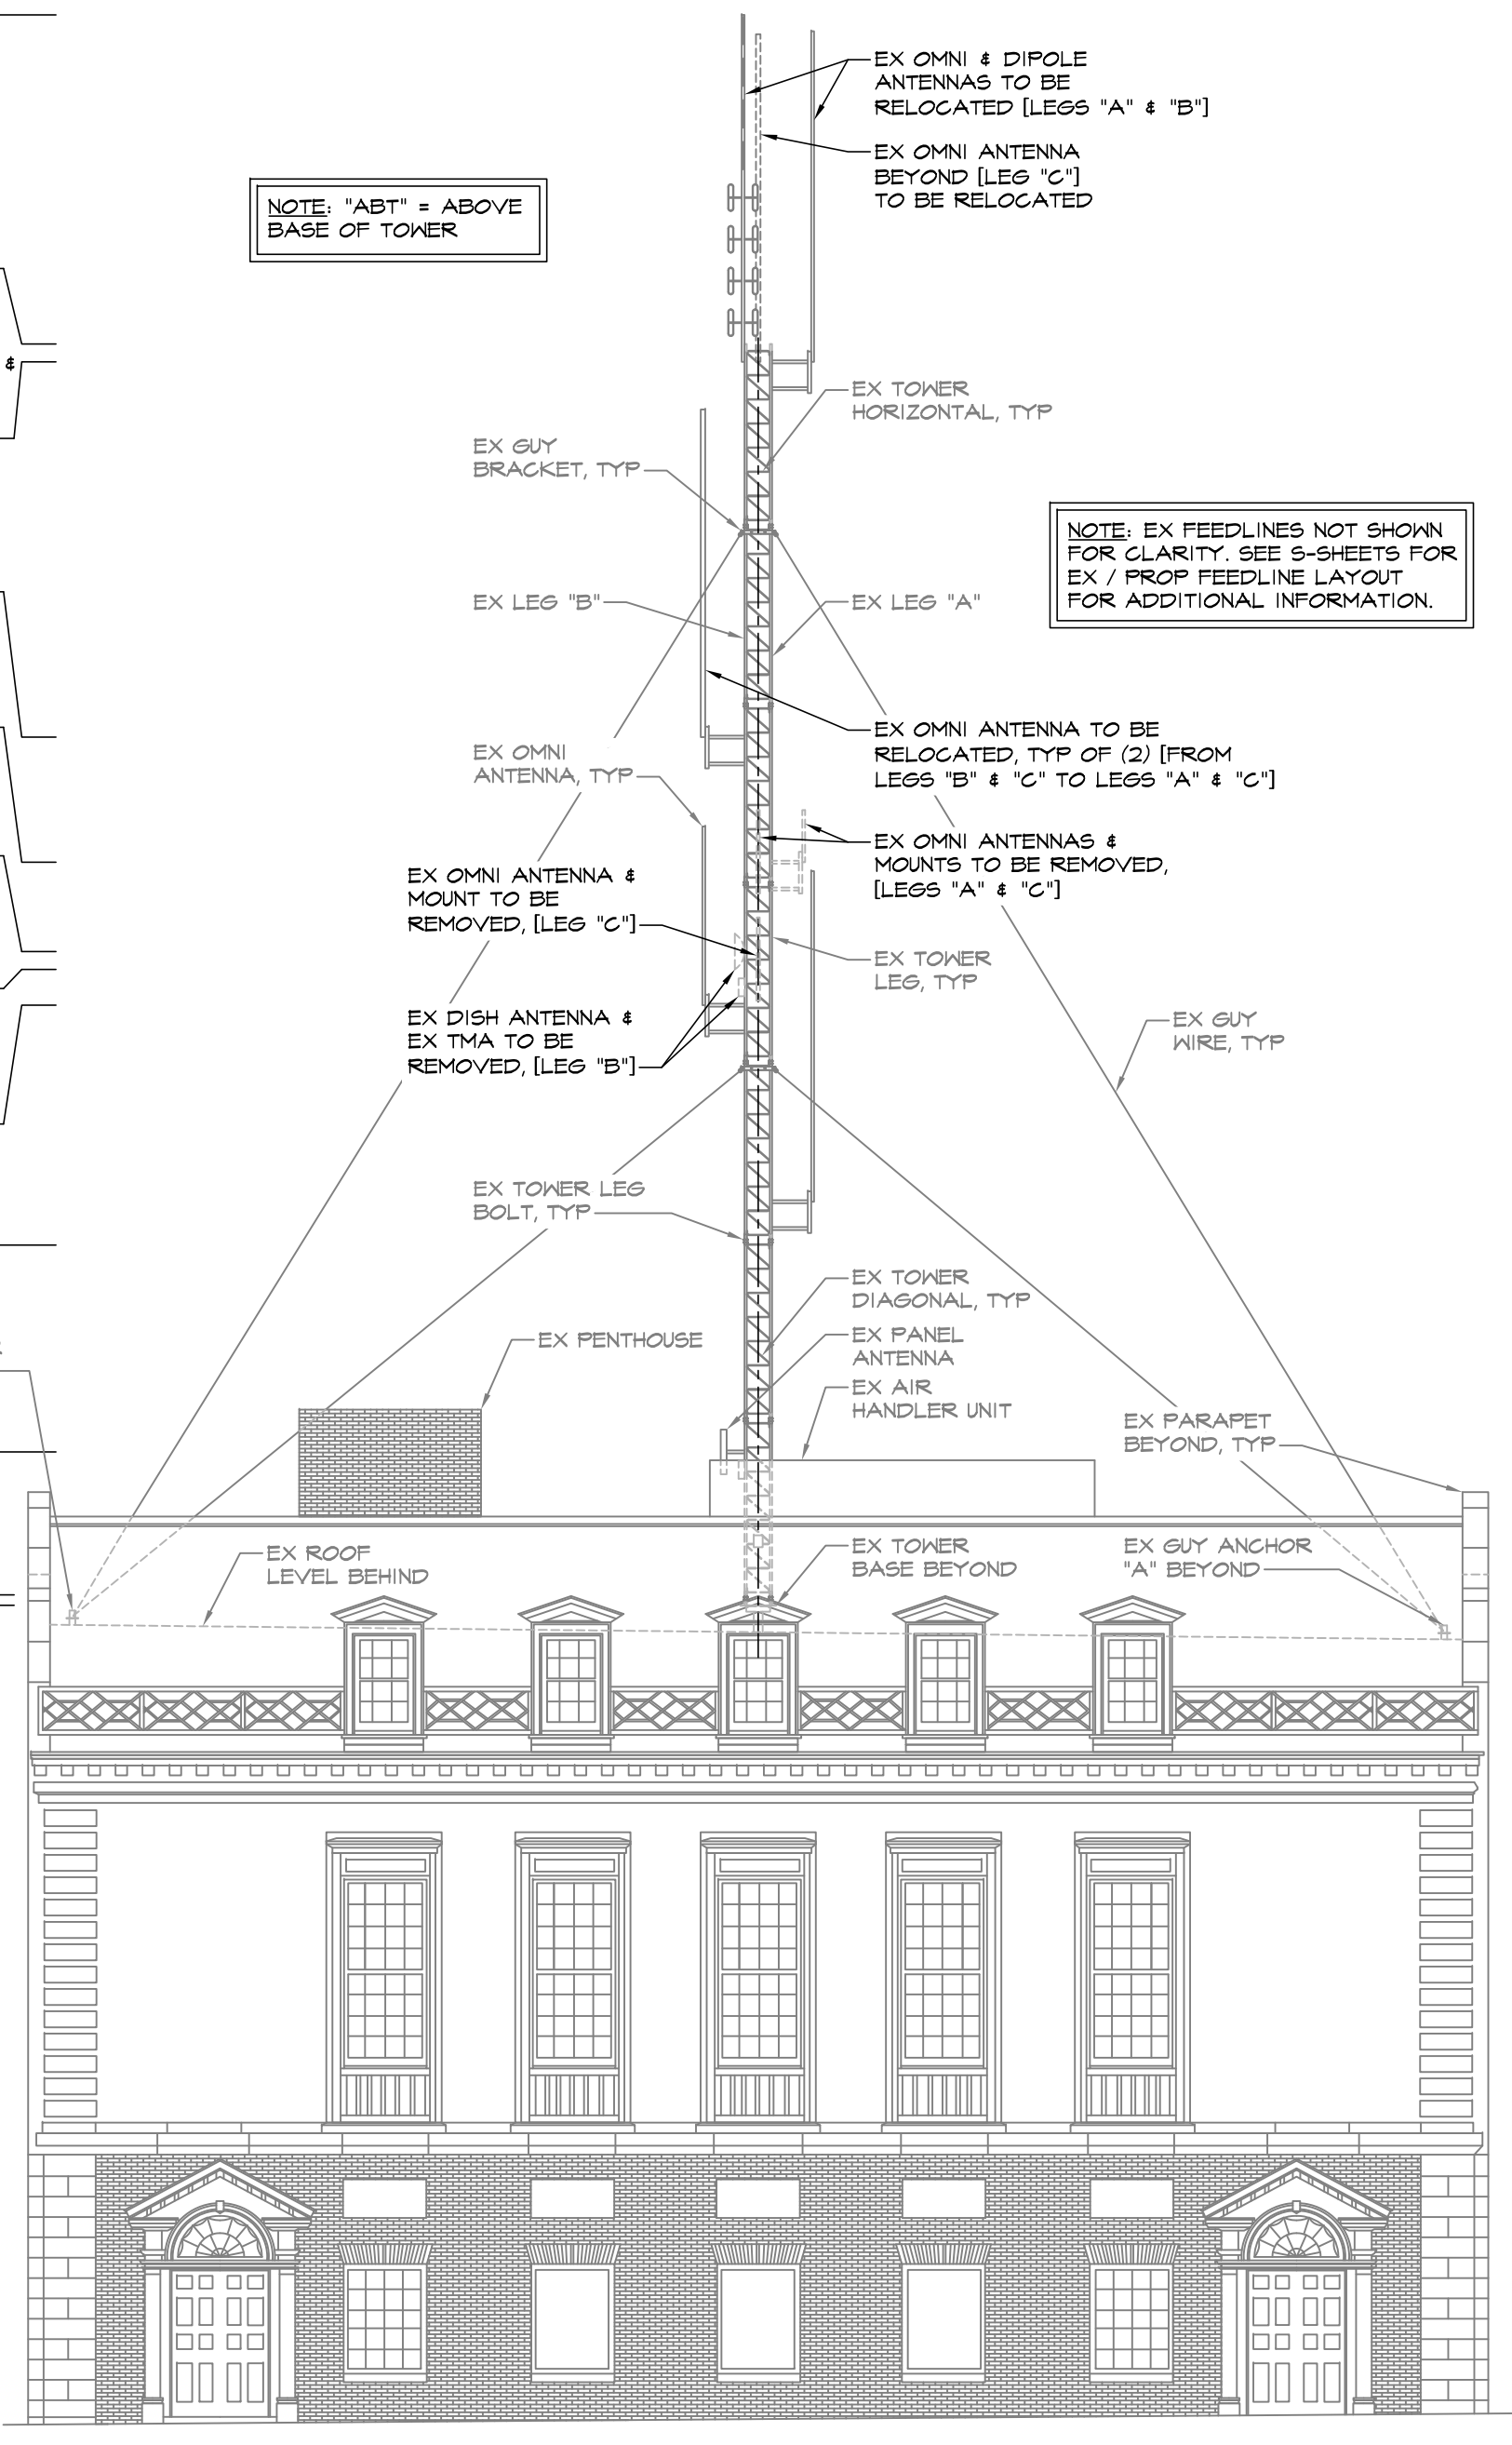 EX OMNI & DIPOLE
ANTENNAS TO BE
RELOCATED [LEGS "A" & "B"]
EX OMNI ANTENNA
BEYOND [LEG "C"]
TO BE RELOCATED
NOTE: "ABT" = ABOVE
BASE OF TOWER
&
EX TOWER
HORIZONTAL, TYP
EX GUY
BRACKET, TYP
NOTE: EX FEEDLINES NOT SHOWN
FOR CLARITY. SEE S-SHEETS FOR
EX / PROP FEEDLINE LAYOUT
FOR ADDITIONAL INFORMATION.
EX LEG "B"
EX LEG "A"
EX OMNI ANTENNA TO BE
RELOCATED, TYP OF (2) [FROM
LEGS "B" & "C" TO LEGS "A" & "C"]
EX OMNI
ANTENNA, TYP
EX OMNI ANTENNAS &
MOUNTS TO BE REMOVED,
[LEGS "A" & "C"]
EX OMNI ANTENNA &
MOUNT TO BE
REMOVED, [LEG "C"]
EX TOWER
LEG, TYP
EX DISH ANTENNA &
EX TMA TO BE
REMOVED, [LEG "B"]
EX GUY
WIRE, TYP
EX TOWER LEG
BOLT, TYP
EX TOWER
DIAGONAL, TYP
EX PENTHOUSE
EX PANEL
ANTENNA
EX AIR
HANDLER UNIT
EX PARAPET
BEYOND, TYP
EX ROOF
LEVEL BEHIND
EX TOWER
BASE BEYOND
EX GUY ANCHOR
"A" BEYOND